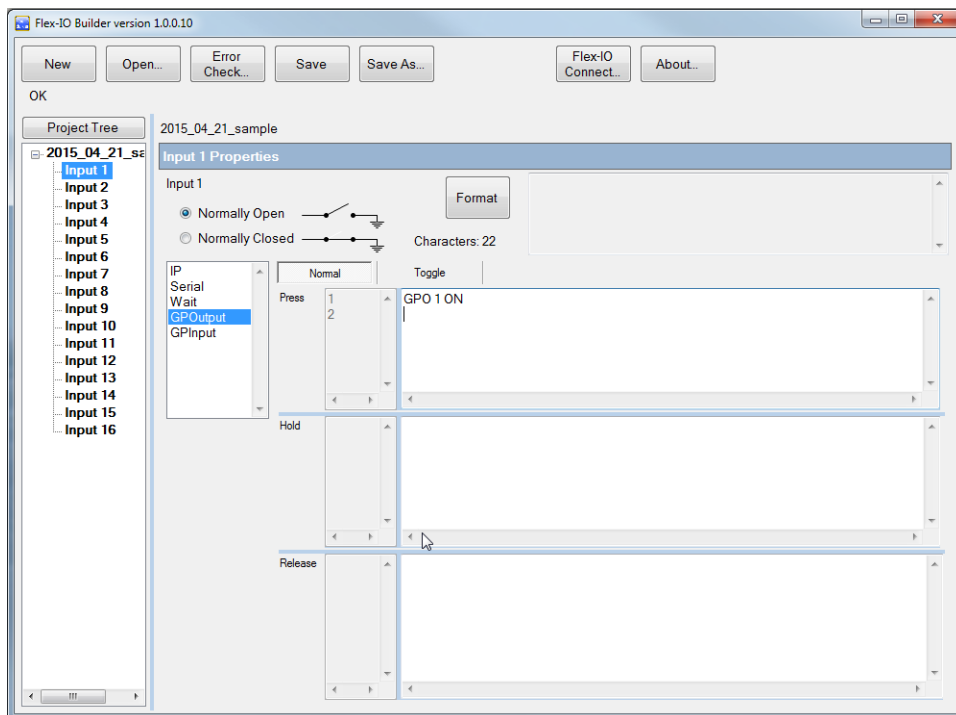 Flex-IO Builder version 1.0.0.10
New
Open...
Error
Check...
Save
Save As...
Flex-IO
Connect...
About...
OK
Project Tree
2015_04_21_sample
2015_04_21_sa
Input 1 Properties
Input 1
Input 2
Input 3
Input 4
Input 5
Input 6
Input 7
Input 8
Input 9
Input 10
Input 11
Input 12
Input 13
Input 14
Input 15
Input 16
Input 1
Normally Open
Normally Closed
Format
Characters: 22
IP
Serial
Wait
GPOutput
GPInput
Normal
Toggle
Press
1
2
GPO 1 ON
Hold
Release